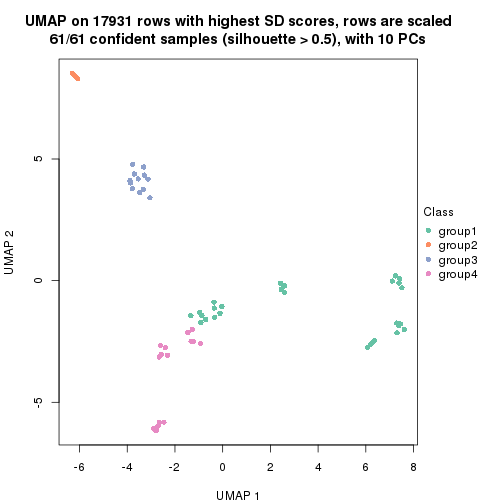 UMAP on 17931 rows with highest SD scores, rows are scaled
61/61 confident samples (silhouette > 0.5), with 10 PCs
5
0
-5
UMAP 2
-6 -4 -2 0 2 4 6 8
UMAP 1
Class
group1
group2
group3
group4